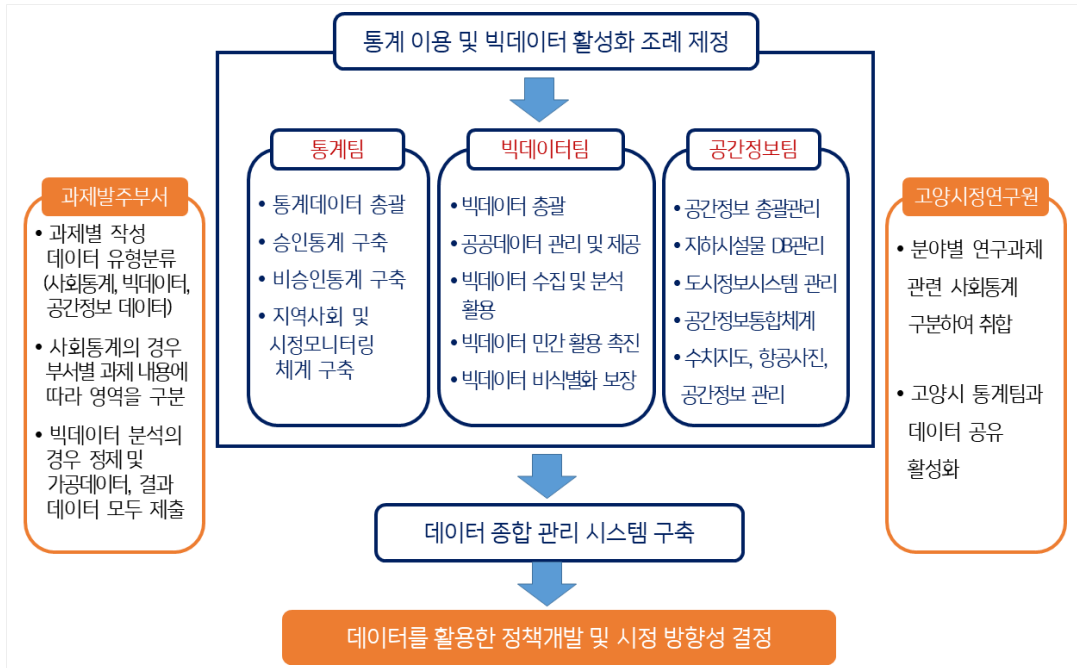 통계 이용 및 빅데이터 활성화 조례 제정
과제발주부서
• 과제별 작성
데이터 유형분류
(사회통계, 빅데이터,
공간정보 데이터)
• 사회통계의 경우
부서별 과제 내용에
따라 영역을 구분
• 빅데이터 분석의
경우 정제 및
가공데이터, 결과
데이터 모두 제출
통계팀
• 통계데이터 총괄
• 승인통계 구축
• 비승인통계 구축
• 지역사회 및
시정모니터링
체계 구축
빅데이터팀
• 빅데이터 총괄
• 공공데이터 관리 및 제공
• 빅데이터 수집 및 분석
활용
• 빅데이터 민간 활용 촉진
• 빅데이터 비식별화 보장
공간정보팀
• 공간정보 총괄관리
• 지하시설물 DB관리
• 도시정보시스템 관리
• 공간정보통합체계
• 수치지도, 항공사진,
공간정보 관리
고양시정연구원
• 분야별 연구과제
관련 사회통계
구분하여 취합
• 고양시 통계팀과
데이터 공유
활성화
데이터 종합 관리 시스템 구축
데이터를 활용한 정책개발 및 시정 방향성 결정